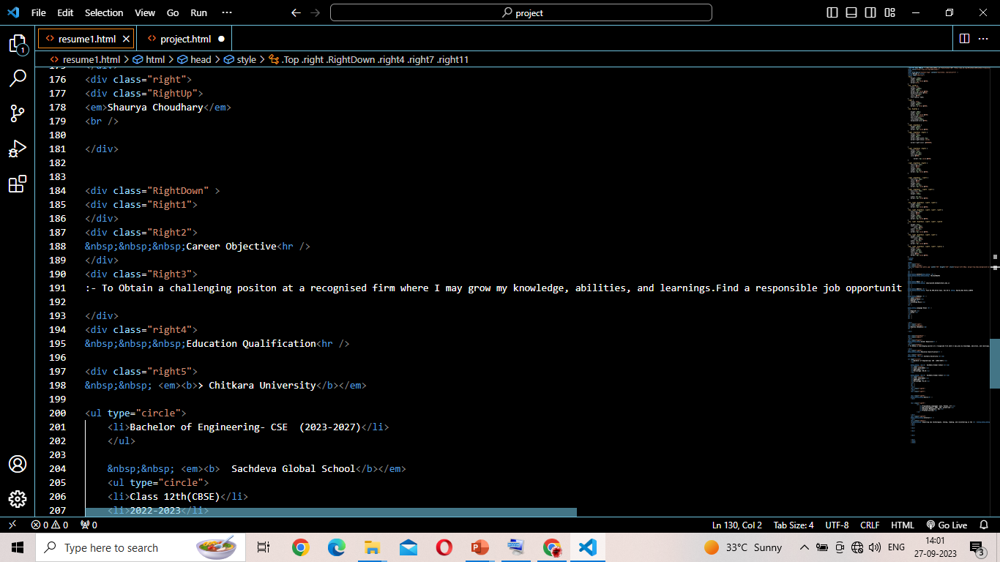 File Edit Selection View Go Run ··· project
resume1.html project.html
resume1.html > html > head > style > .Top .right .RightDown .right4 .right7 .right11
175 </div>
176 <div class="right">
177 <div class="RightUp">
178 <em>Shaurya Choudhary</em>
179 <br />
180
181 </div>
182
183
184 <div class="RightDown" >
185 <div class="Right1">
186 </div>
187 <div class="Right2">
188 &nbsp;&nbsp;&nbsp;Career Objective<hr />
189 </div>
190 <div class="Right3">
191 :- To Obtain a challenging positon at a recognised firm where I may grow my knowledge, abilities, and learnings.Find a responsible job opportunit
192
193 </div>
194 <div class="right4">
195 &nbsp;&nbsp;&nbsp;Education Qualification<hr />
196
197 <div class="right5">
198 &nbsp;&nbsp; <em><b>> Chitkara University</b></em>
199
200 <ul type="circle">
201 <li>Bachelor of Engineering- CSE  (2023-2027)</li>
202 </ul>
203
204 &nbsp;&nbsp; <em><b>  Sachdeva Global School</b></em>
205 <ul type="circle">
206 <li>Class 12th(CBSE)</li>
207 <li>2022-2023</li>
1
0 0 0 Ln 130, Col 2 Tab Size: 4 UTF-8 CRLF HTML Go Live
Type here to search 33°C Sunny ENG 14:01
27-09-2023 3